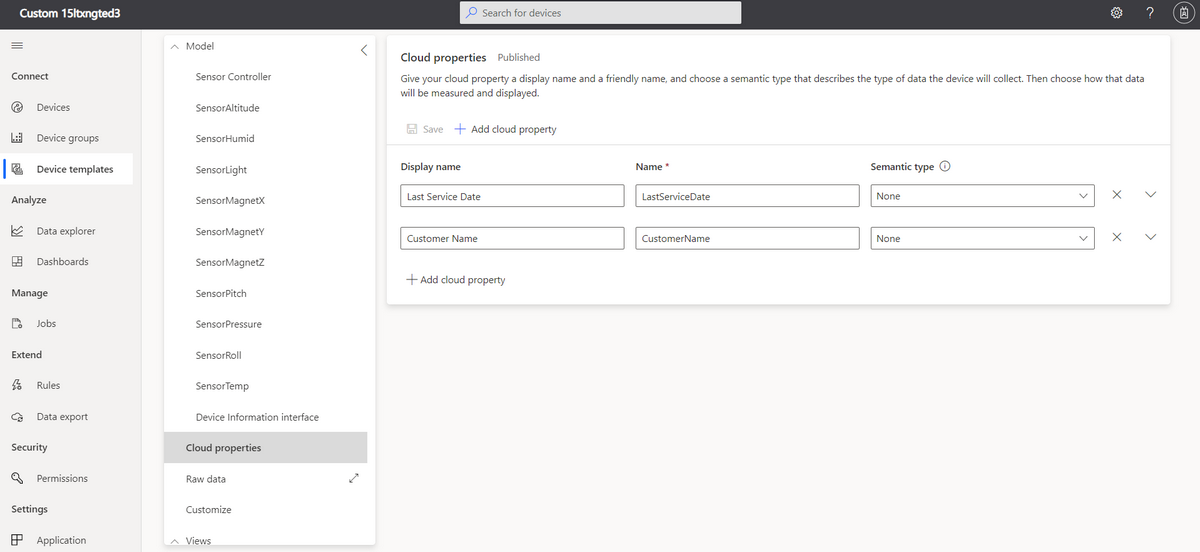 Custom 15ltxngted3
Search for devices
?
Connect
Devices
Device groups
Device templates
Analyze
Data explorer
Dashboards
Manage
Jobs
Extend
Rules
Data export
Security
Permissions
Settings
Application
Model
Sensor Controller
SensorAltitude
SensorHumid
SensorLight
SensorMagnetX
SensorMagnetY
SensorMagnetZ
SensorPitch
SensorPressure
SensorRoll
SensorTemp
Device Information interface
Cloud properties
Raw data
Customize
Views
Cloud properties Published
Give your cloud property a display name and a friendly name, and choose a semantic type that describes the type of data the device will collect. Then choose how that data
will be measured and displayed.
Save + Add cloud property
Display name Name * Semantic type
Last Service Date LastServiceDate None
Customer Name CustomerName None
+ Add cloud property